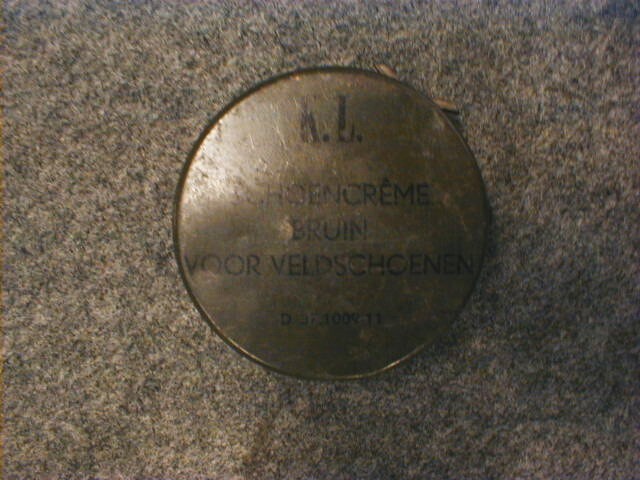 K.L.
SCHOENCRÊME
BRUIN
VOOR VELDSCHOENEN